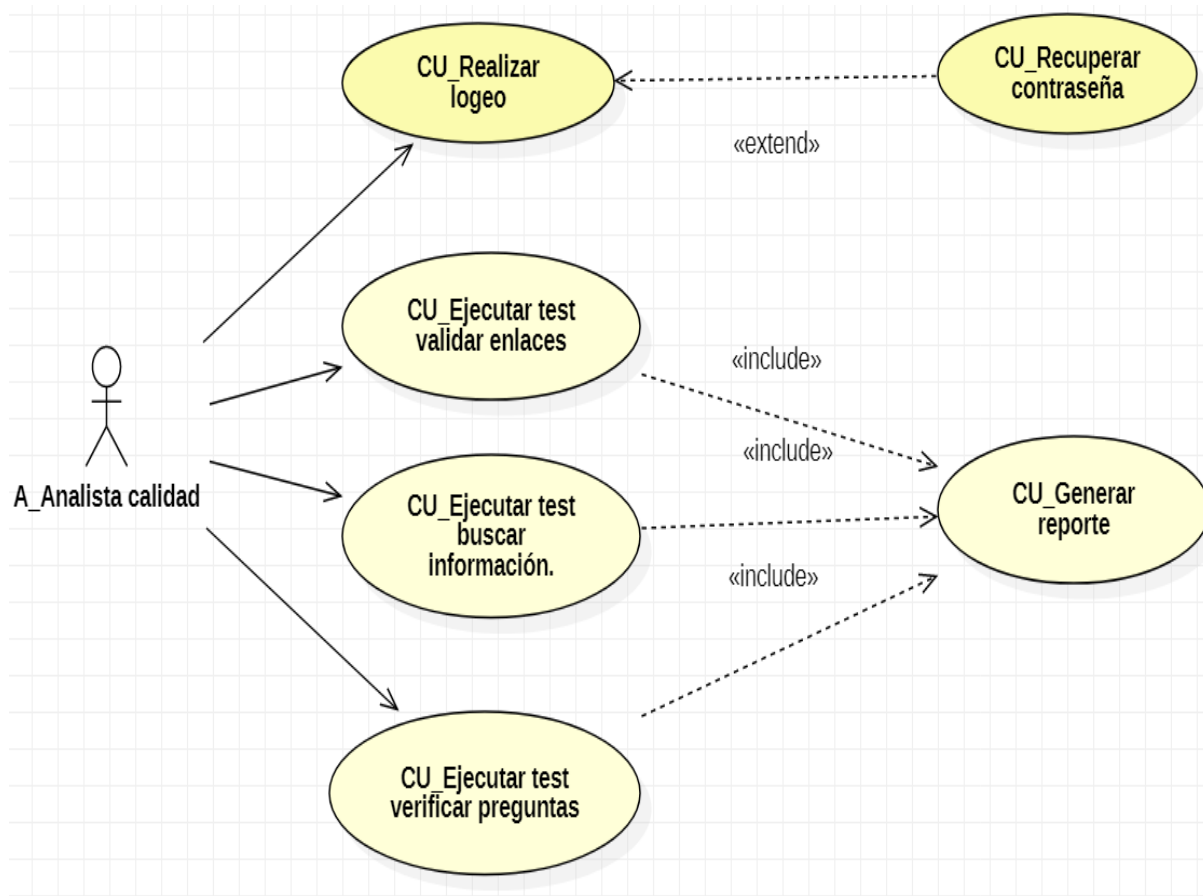 CU_Realizar
logeo
CU_Recuperar
contraseña
«extend»
CU_Ejecutar test
validar enlaces
«include»
«include»
A_Analista calidad
CU_Ejecutar test
buscar
información.
CU_Generar
reporte
«include»
CU_Ejecutar test
verificar preguntas